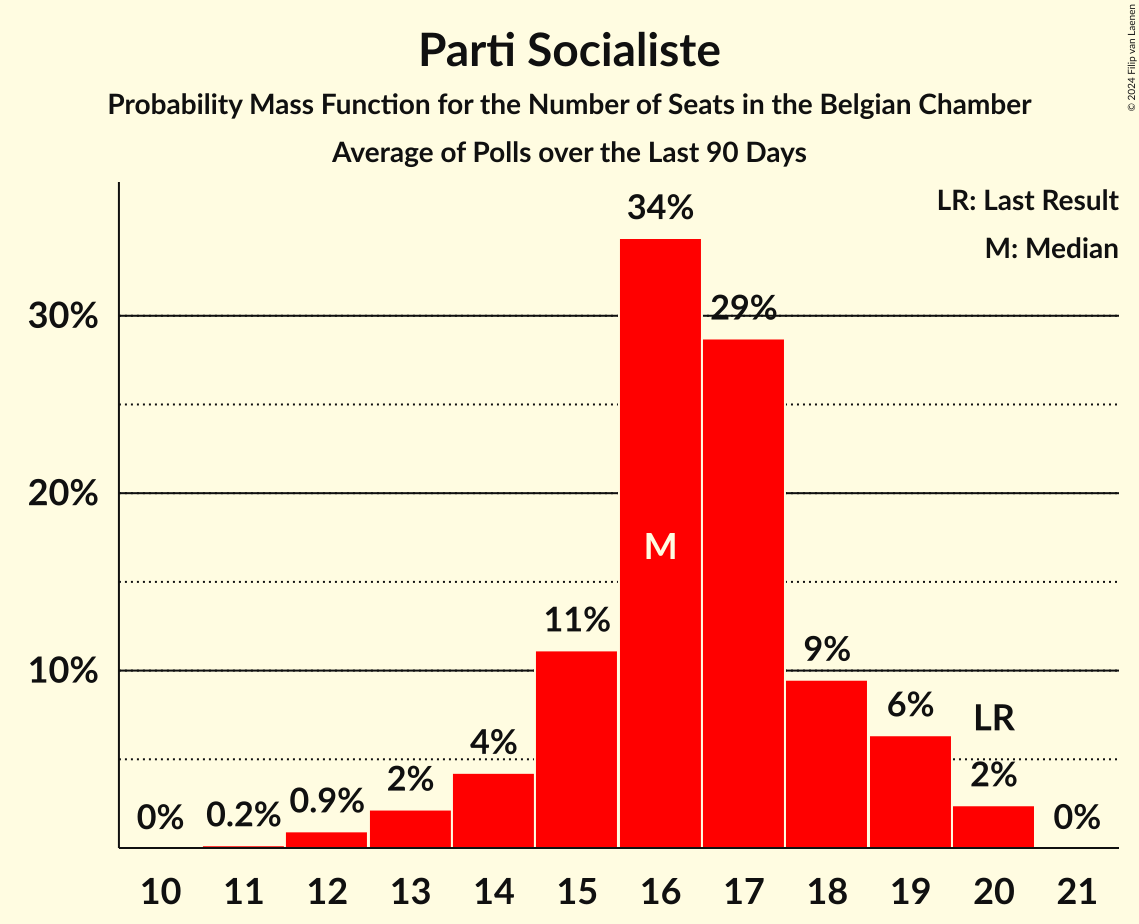 Parti Socialiste
Probability Mass Function for the Number of Seats in the Belgian Chamber
Average of Polls over the Last 90 Days
© 2024 Filip van Laenen
LR: Last Result
M: Median
34%
29%
30%
20%
M
11%
9%
10%
6%
LR
4%
2%
2%
0.9%
0.2%
0%
0%
10 11 12 13 14 15 16 17 18 19 20 21